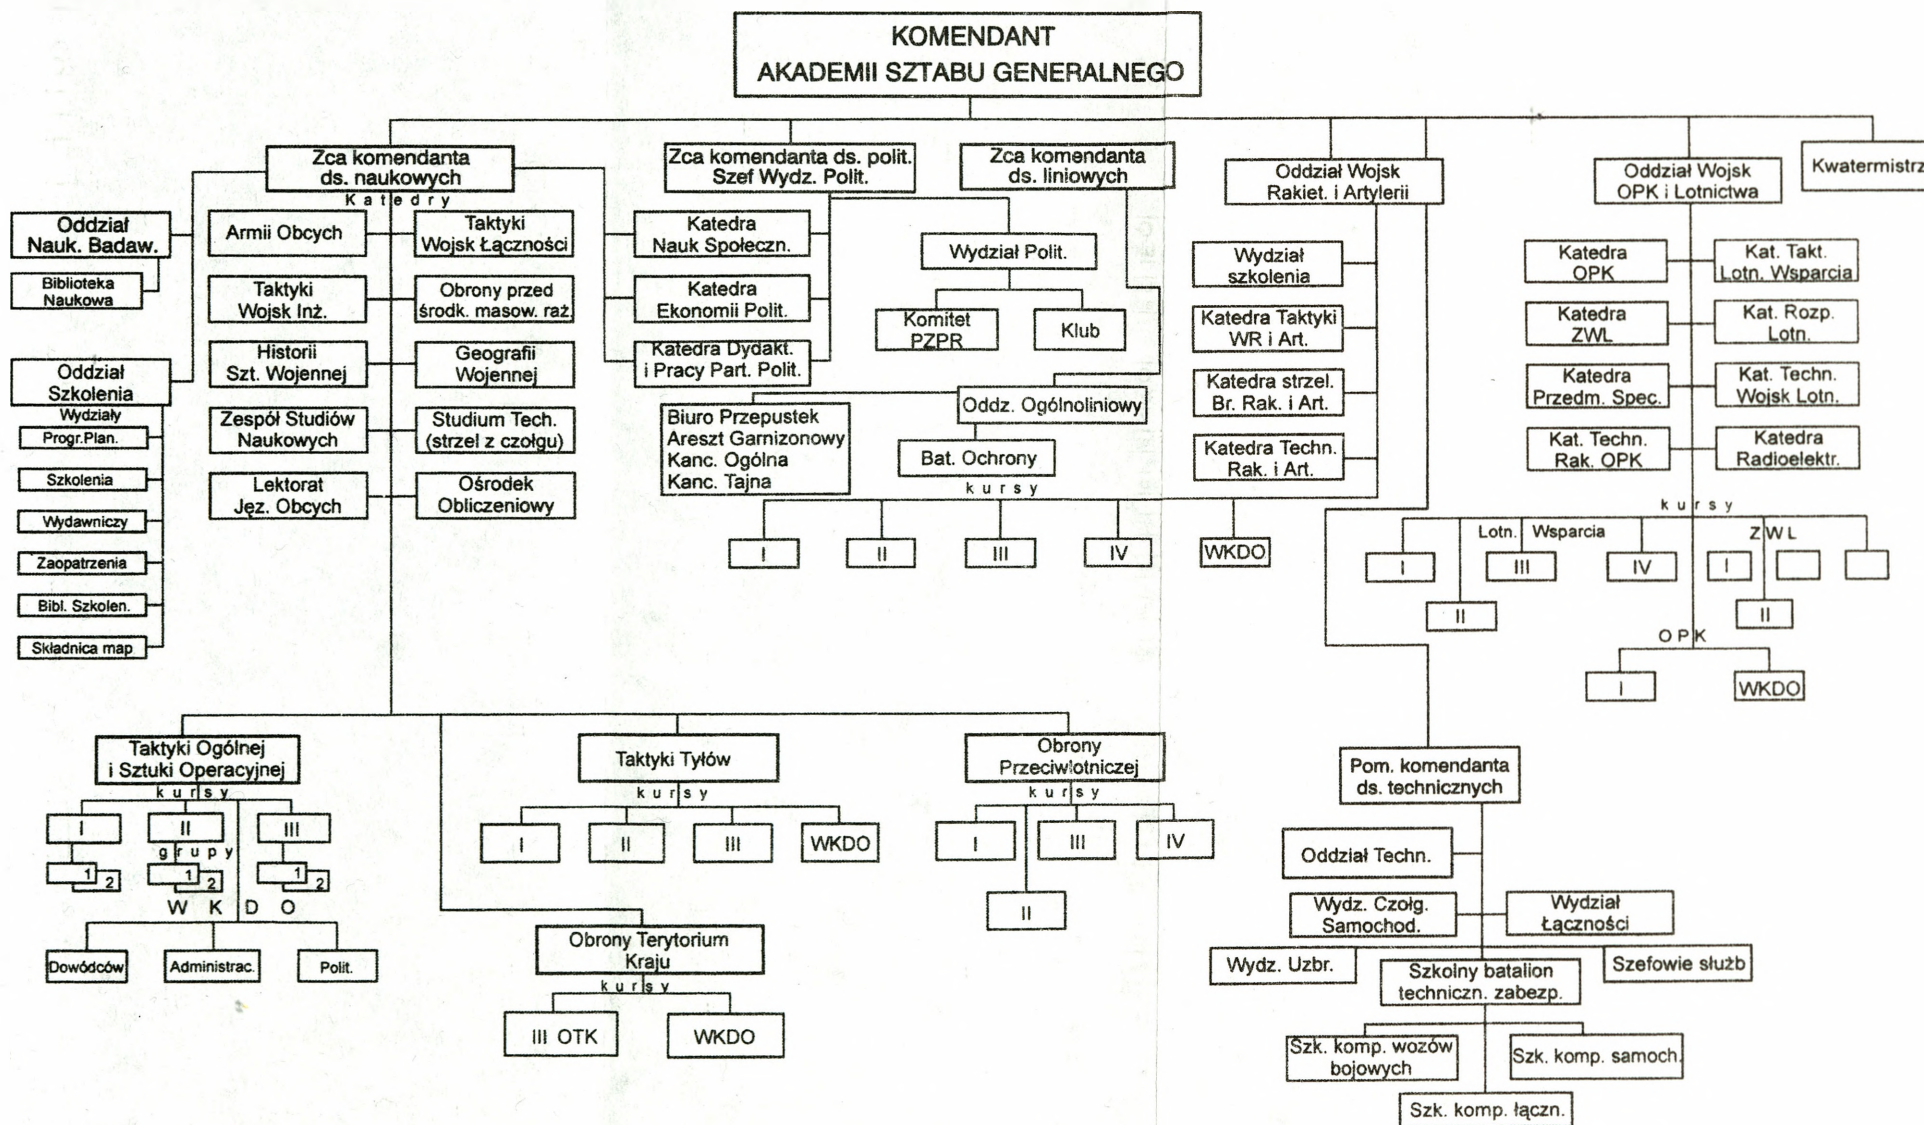 KOMENDANT
AKADEMII SZTABU GENERALNEGO
Zca komendanta
ds. naukowych
Zca komendanta ds. polit.
Szef Wydz. Polit.
Zca komendanta
ds. liniowych
Oddział Wojsk
Rakiet. i Artylerii
Oddział Wojsk
OPK i Lotnictwa
Kwatermistrz
Oddział
Nauk. Badaw.
Biblioteka
Naukowa
Oddział
Szkolenia
Wydziały
Progr.Plan.
Szkolenia
Wydawniczy
Zaopatrzenia
Bibl. Szkolen.
Składnica map
Katedry
Armii Obcych
Taktyki
Wojsk Łączności
Taktyki
Wojsk Inż.
Obrony przed
środk. masow. raż.
Historii
Szt. Wojennej
Geografii
Wojennej
Zespół Studiów
Naukowych
Studium Tech.
(strzel z czołgu)
Lektorat
Jęz. Obcych
Ośrodek
Obliczeniowy
Katedra
Nauk Społeczn.
Katedra
Ekonomii Polit.
Katedra Dydakt.
i Pracy Part. Polit.
Wydział Polit.
Komitet
PZPR
Klub
Oddz. Ogólnoliniowy
Biuro Przepustek
Areszt Garnizonowy
Kanc. Ogólna
Kanc. Tajna
Bat. Ochrony
Wydział
szkolenia
Katedra Taktyki
WR i Art.
Katedra strzel.
Br. Rak. i Art.
Katedra Techn.
Rak. i Art.
kursy
I
II
III
IV
WKDO
Katedra
OPK
Kat. Takt.
Lotn. Wsparcia
Katedra
ZWL
Kat. Rozp.
Lotn.
Katedra
Przedm. Spec.
Kat. Techn.
Wojsk Lotn.
Kat. Techn.
Rak. OPK
Katedra
Radioelektr.
kursy
Lotn. Wsparcia
ZWL
I
III
IV
I
II
II
OPK
I
WKDO
Taktyki Ogólnej
i Sztuki Operacyjnej
kursy
I
II
III
grupy
1
2
1
2
1
2
WKDO
Dowódców
Administrac.
Polit.
Taktyki Tyłów
kursy
I
II
III
WKDO
Obrony
Przeciwlotniczej
kursy
I
III
IV
II
Obrony Terytorium
Kraju
kursy
III OTK
WKDO
Pom. komendanta
ds. technicznych
Oddział Techn.
Wydz. Czołg.
Samochod.
Wydział
Łączności
Wydz. Uzbr.
Szkolny batalion
techniczn. zabezp.
Szefowie służb
Szk. komp. wozów
bojowych
Szk. komp. samoch.
Szk. komp. łączn.